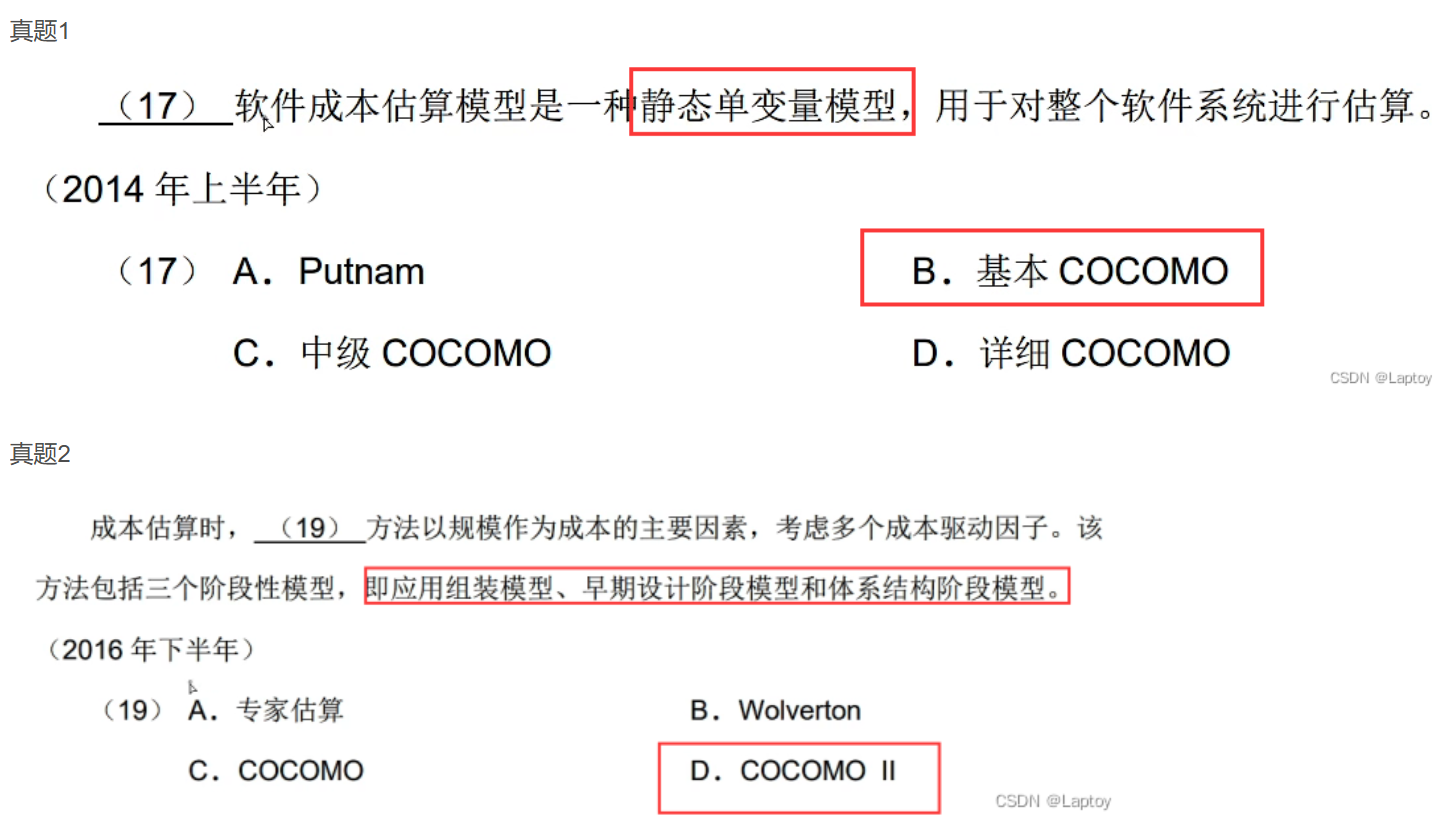 真题1
（17）软件成本估算模型是一种静态单变量模型，用于对整个软件系统进行估算。
（2014 年上半年）
（17） A． Putnam B．基本 COCOMO
C．中级 COCOMO D．详细 COCOMO
CSDN @Laptoy
真题2
成本估算时，（19）方法以规模作为成本的主要因素，考虑多个成本驱动因子。该
方法包括三个阶段性模型，即应用组装模型、早期设计阶段模型和体系结构阶段模型。
（2016 年下半年）
（19） A．专家估算 B．Wolverton
C．COCOMO D．COCOMO II
CSDN @Laptoy